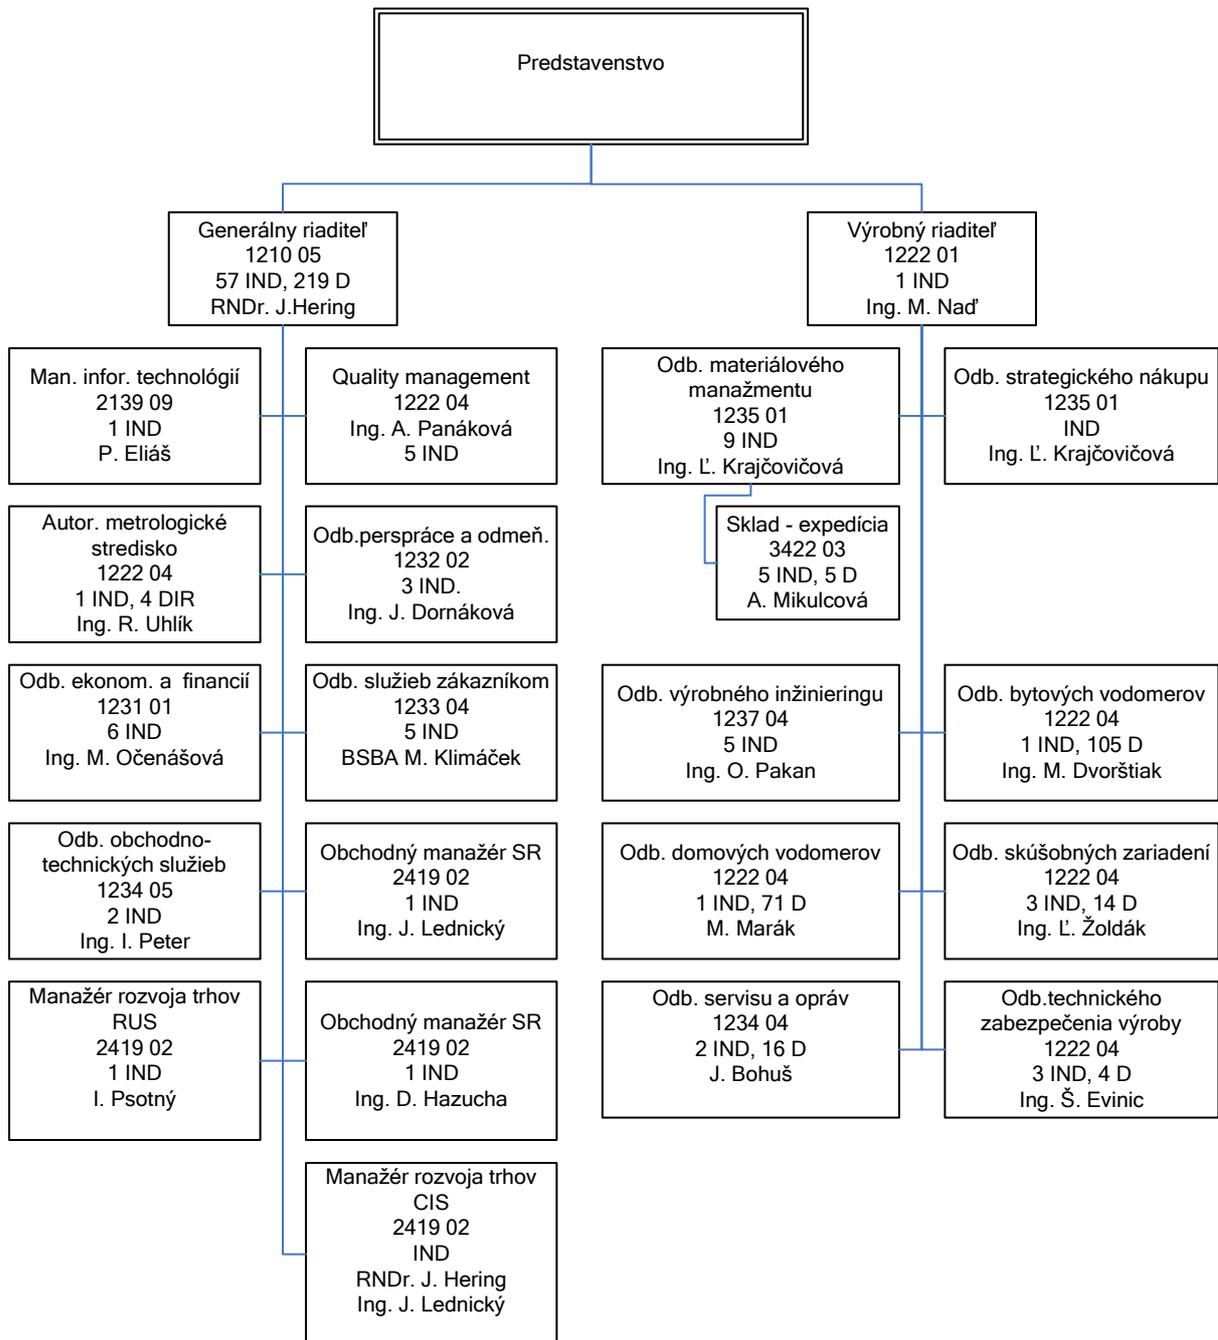 Predstavenstvo
Generálny riaditeľ
1210 05
57 IND, 219 D
RNDr. J.Hering
Výrobný riaditeľ
1222 01
1 IND
Ing. M. Naď
Man. infor. technológií
2139 09
1 IND
P. Eliáš
Quality management
1222 04
Ing. A. Panáková
5 IND
Odb. materiálového
manažmentu
1235 01
9 IND
Ing. Ľ. Krajčovičová
Odb. strategického nákupu
1235 01
IND
Ing. Ľ. Krajčovičová
Autor. metrologické
stredisko
1222 04
1 IND, 4 DIR
Ing. R. Uhlík
Odb.perspráce a odmeň.
1232 02
3 IND.
Ing. J. Dornáková
Sklad - expedícia
3422 03
5 IND, 5 D
A. Mikulcová
Odb. ekonom. a  financií
1231 01
6 IND
Ing. M. Očenášová
Odb. služieb zákazníkom
1233 04
5 IND
BSBA M. Klimáček
Odb. výrobného inžinieringu
1237 04
5 IND
Ing. O. Pakan
Odb. bytových vodomerov
1222 04
1 IND, 105 D
Ing. M. Dvorštiak
Odb. obchodno-
technických služieb
1234 05
2 IND
Ing. I. Peter
Obchodný manažér SR
2419 02
1 IND
Ing. J. Lednický
Odb. domových vodomerov
1222 04
1 IND, 71 D
M. Marák
Odb. skúšobných zariadení
1222 04
3 IND, 14 D
Ing. Ľ. Žoldák
Manažér rozvoja trhov
RUS
2419 02
1 IND
I. Psotný
Obchodný manažér SR
2419 02
1 IND
Ing. D. Hazucha
Odb. servisu a opráv
1234 04
2 IND, 16 D
J. Bohuš
Odb.technického
zabezpečenia výroby
1222 04
3 IND, 4 D
Ing. Š. Evinic
Manažér rozvoja trhov
CIS
2419 02
IND
RNDr. J. Hering
Ing. J. Lednický